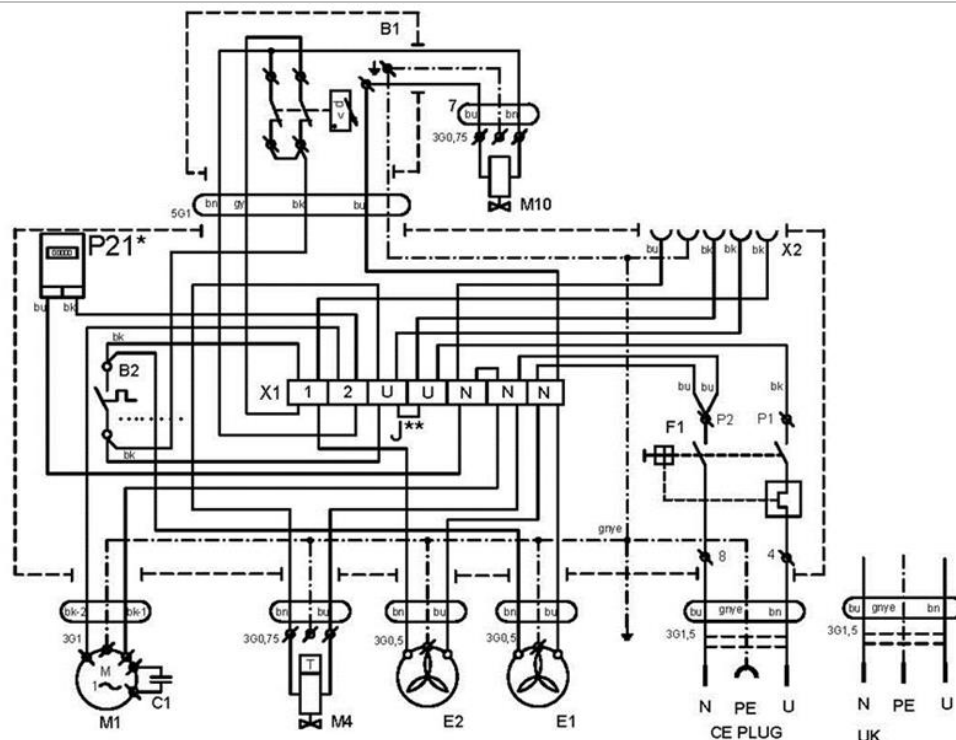 B1
P
>
7 bu bn
3G0,75
M10
bn gy bk bu
5G1
P21*
bu bk bk bk
X2
bu bk
bk
B2
X1 1 2 U U N N N
J**
bk
bu bu bk
P2 P1
F1
gnye
8 4
bk-2 bk-1
bn bu
bn bu
bn bu
bu gnye bn
bu gnye bn
3G1
3G0,75
3G0,5
3G0,5
3G1,5
3G1,5
M
1
C1
T
M1
M4
E2
E1
N PE U
N PE U
CE PLUG
UK